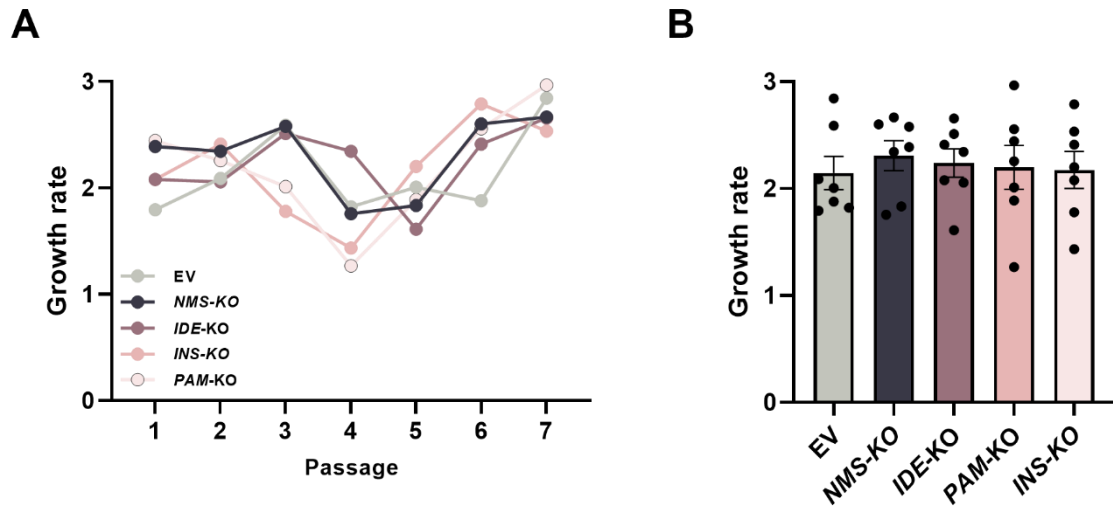 A
Growth rate
3
2
1
0
EV
NMS-KO
IDE-KO
INS-KO
PAM-KO
1 2 3 4 5 6 7
Passage
B
Growth rate
3
2
1
0
EV
NMS-KO
IDE-KO
PAM-KO
INS-KO